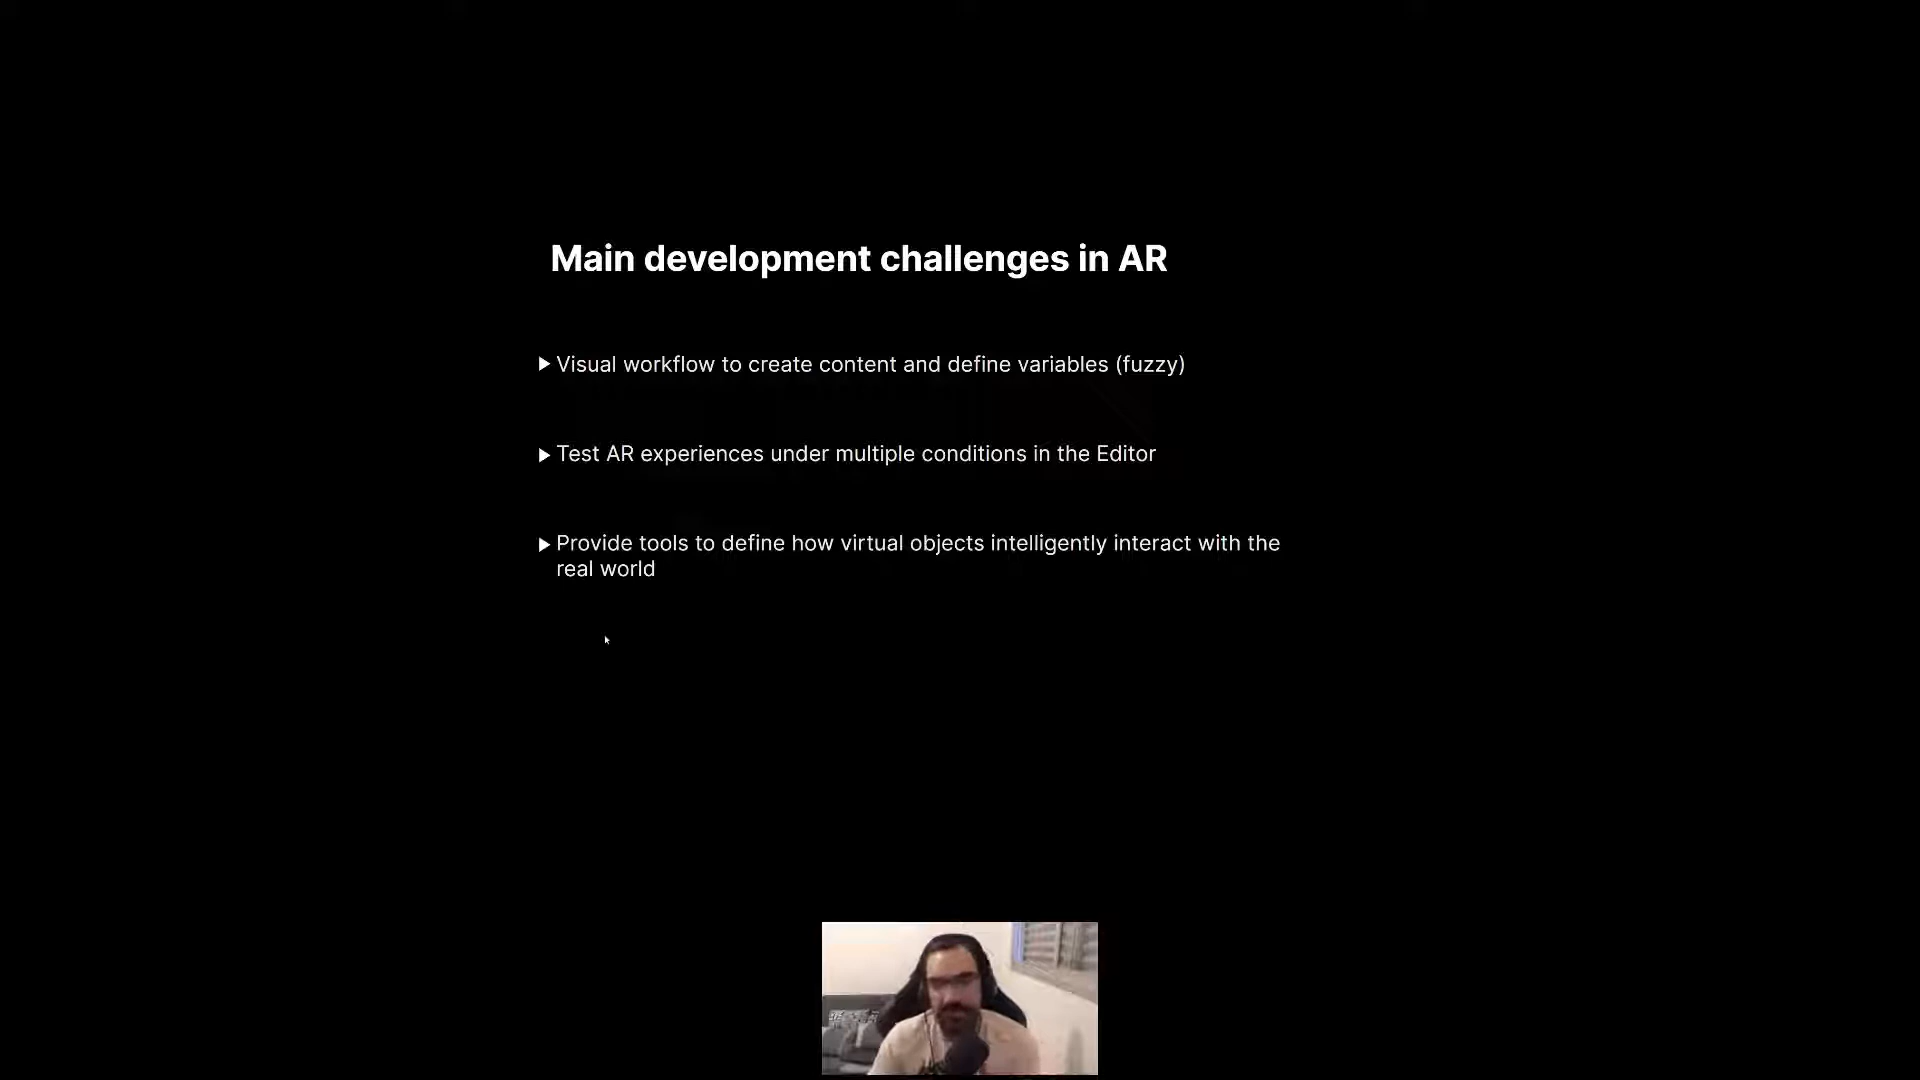 Main development challenges in AR
Visual workflow to create content and define variables (fuzzy)
Test AR experiences under multiple conditions in the Editor
Provide tools to define how virtual objects intelligently interact with the
real world